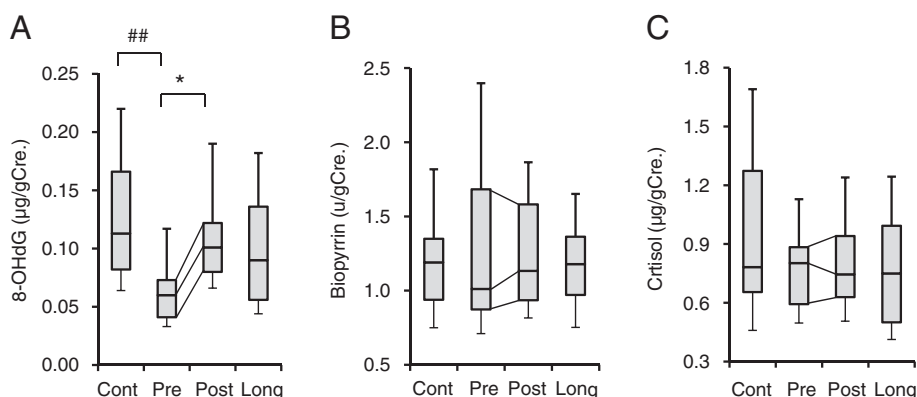 A
##
*
8-OHdG (µg/gCre.)
0.25
0.20
0.15
0.10
0.05
0.00
Cont Pre Post Long
B
Biopyrrin (u/gCre.)
2.5
2.0
1.5
1.0
0.5
Cont Pre Post Long
C
Crtisol (µg/gCre.)
1.8
1.5
1.2
0.9
0.6
0.3
Cont Pre Post Long